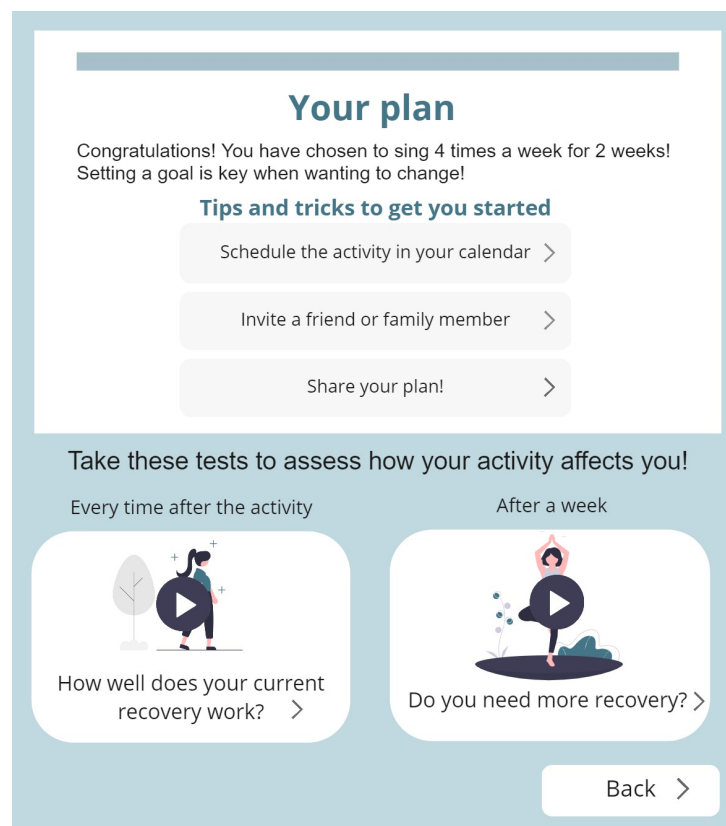 Your plan
Congratulations! You have chosen to sing 4 times a week for 2 weeks!
Setting a goal is key when wanting to change!
Tips and tricks to get you started
Schedule the activity in your calendar
Invite a friend or family member
Share your plan!
Take these tests to assess how your activity affects you!
Every time after the activity
How well does your current
recovery work?
After a week
Do you need more recovery?
Back